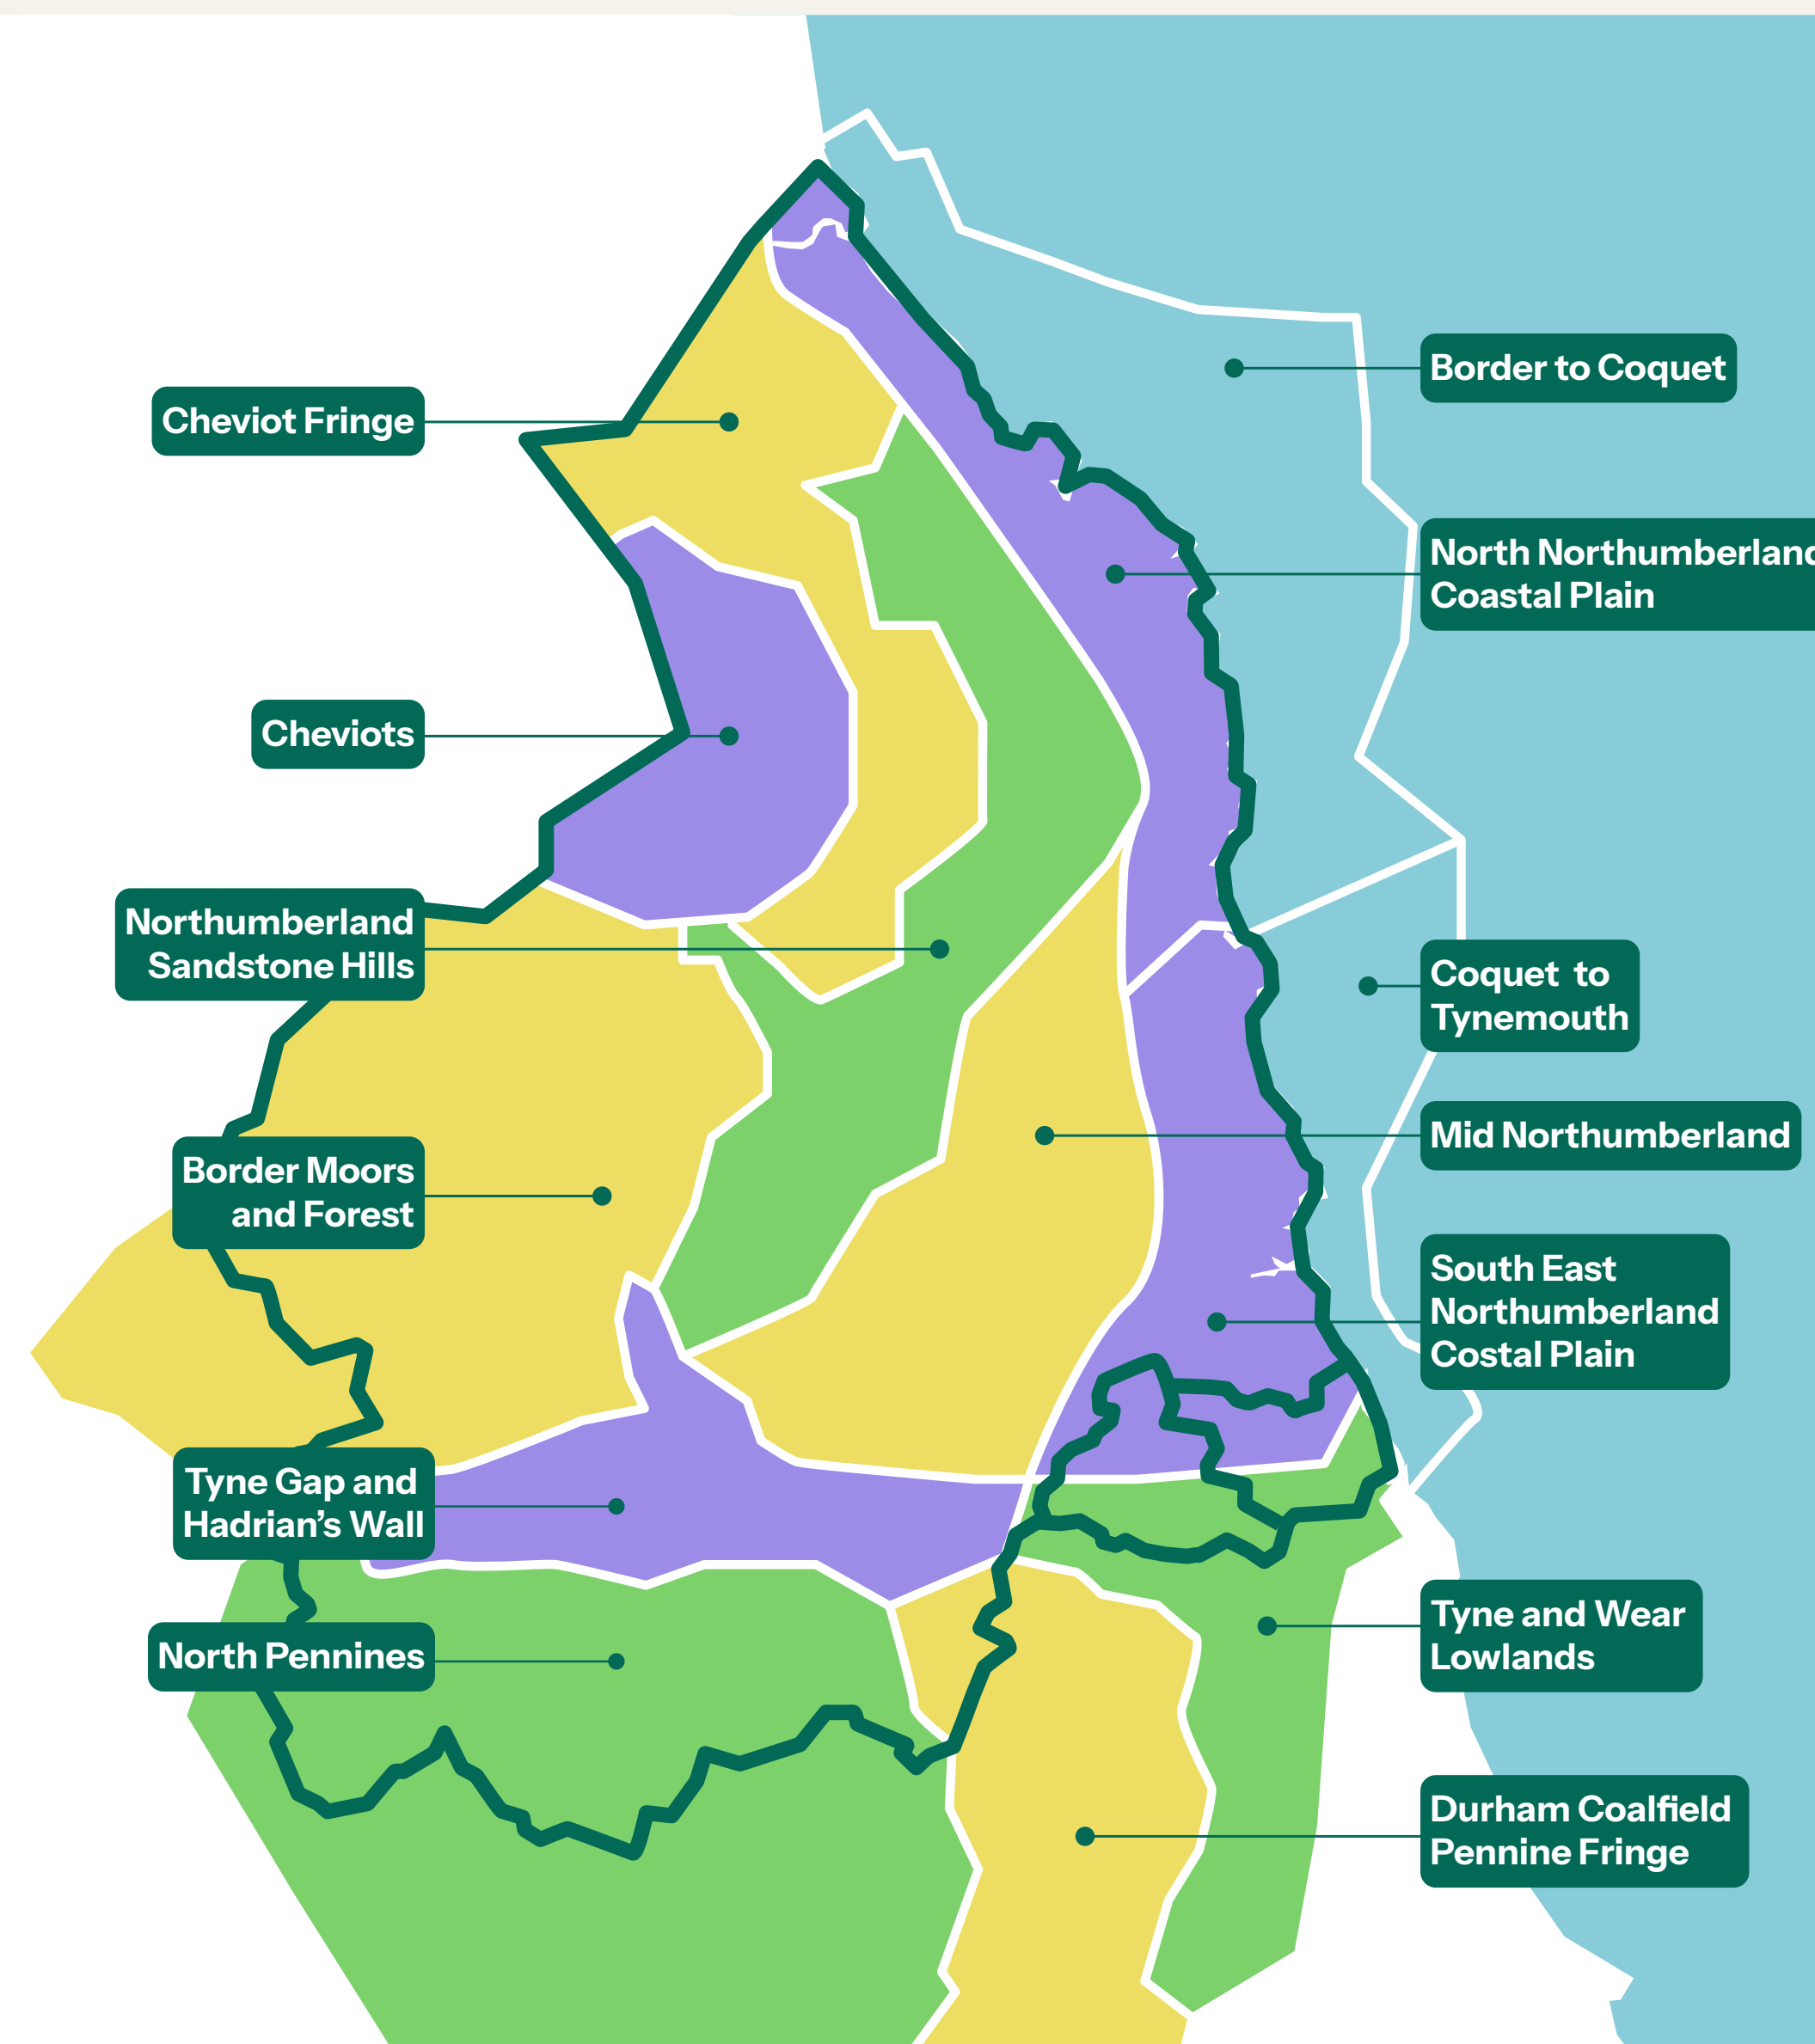 Border to Coquet
Cheviot Fringe
North Northumberland
Coastal Plain
Cheviots
Northumberland
Sandstone Hills
Coquet to
Tynemouth
Mid Northumberland
Border Moors
and Forest
South East
Northumberland
Costal Plain
Tyne Gap and
Hadrian’s Wall
Tyne and Wear
Lowlands
North Pennines
Durham Coalfield
Pennine Fringe